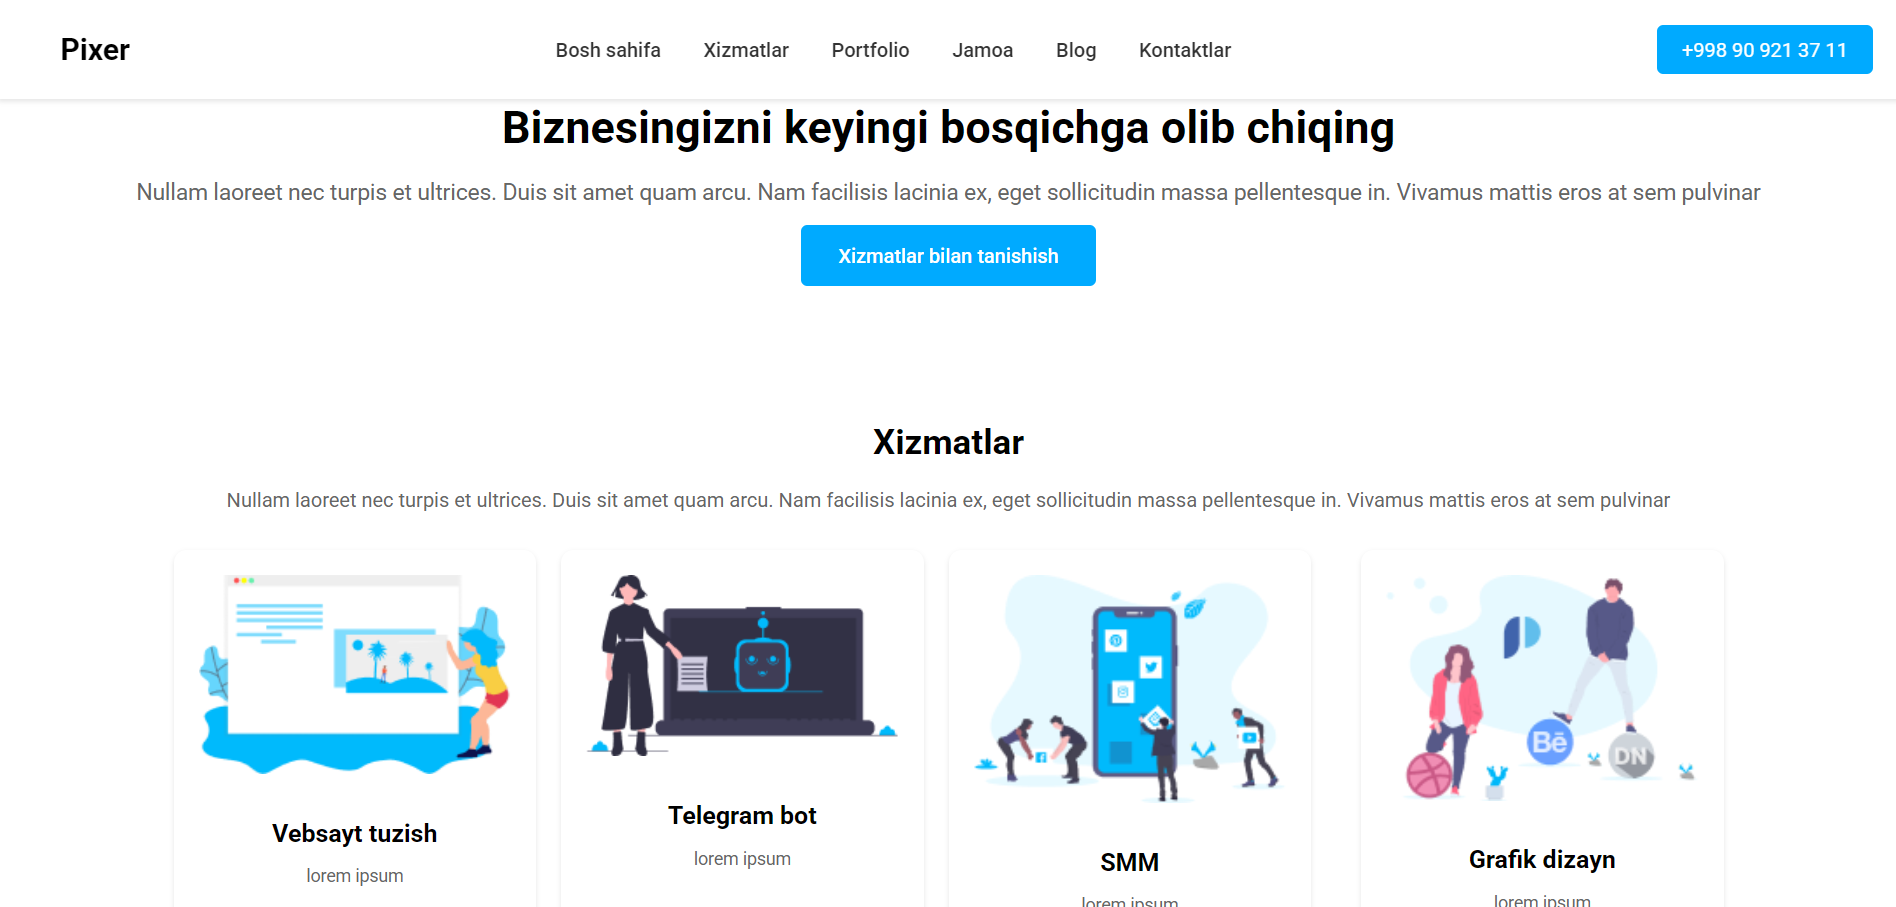 Pixer
Bosh sahifa Xizmatlar Portfolio Jamoa Blog Kontaktlar
+998 90 921 37 11
Biznesingizni keyingi bosqichga olib chiqing
Nullam laoreet nec turpis et ultrices. Duis sit amet quam arcu. Nam facilisis lacinia ex, eget sollicitudin massa pellentesque in. Vivamus mattis eros at sem pulvinar
Xizmatlar bilan tanishish
Xizmatlar
Nullam laoreet nec turpis et ultrices. Duis sit amet quam arcu. Nam facilisis lacinia ex, eget sollicitudin massa pellentesque in. Vivamus mattis eros at sem pulvinar
Vebsayt tuzish
lorem ipsum
Telegram bot
lorem ipsum
SMM
lorem ipsum
Bē
DN
Grafik dizayn
lorem ipsum